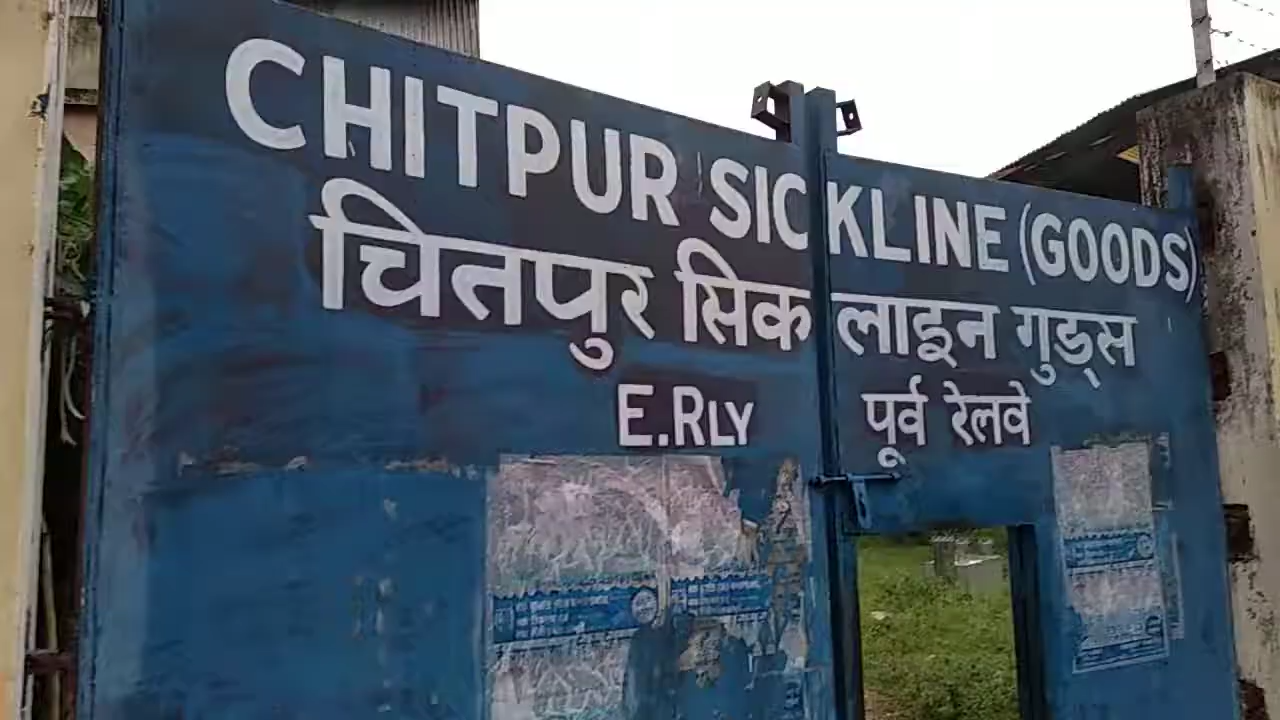 CHITPUR SICKLINE (GOODS)
चितपुर सिक लाइन गुड्स
E.RLY पूर्व रेलवे